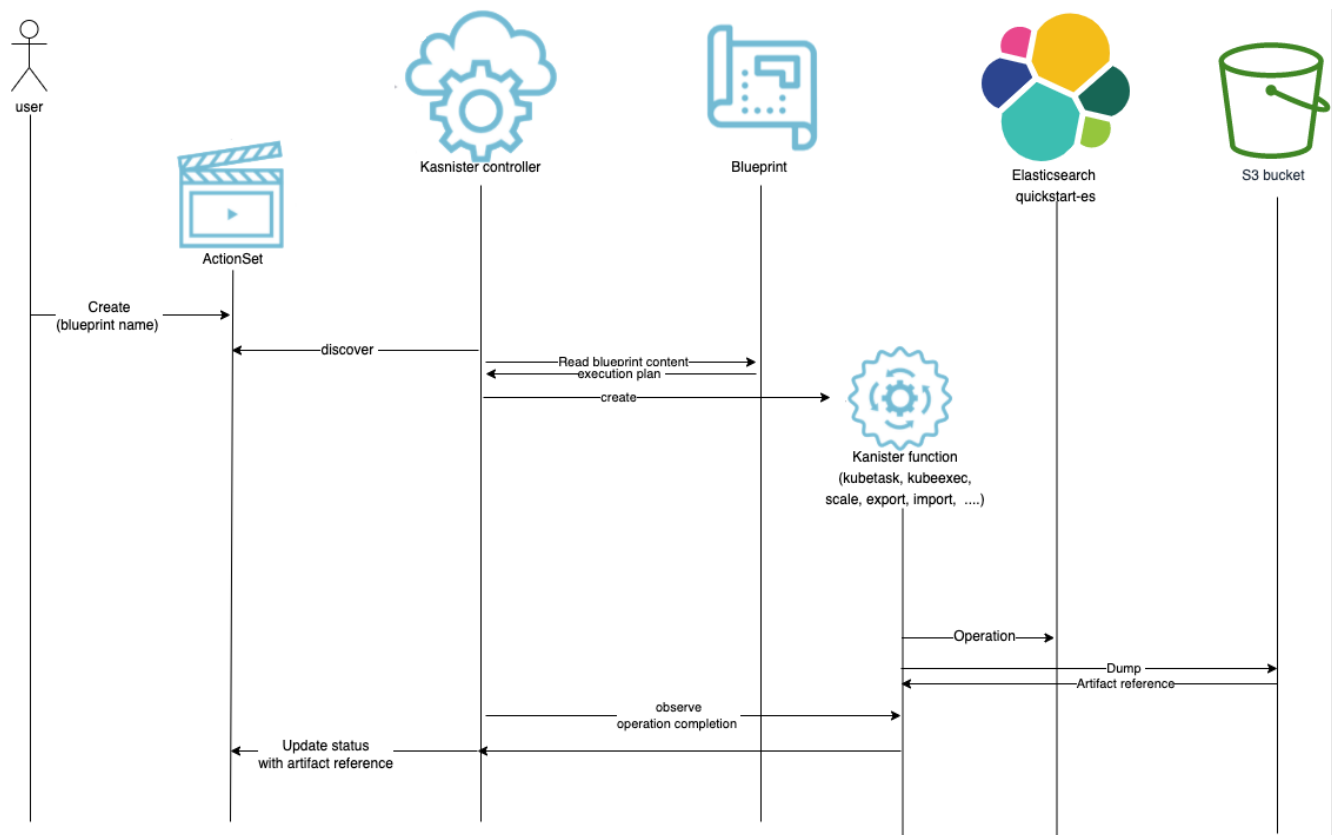 user
Kasnister controller
Blueprint
Elasticsearch
quickstart-es
S3 bucket
ActionSet
Create
(blueprint name)
discover
Read blueprint content
execution plan
create
Kanister function
(kubetask, kubeexec,
scale, export, import,  ....)
Operation
Dump
Artifact reference
observe
operation completion
Update status
with artifact reference